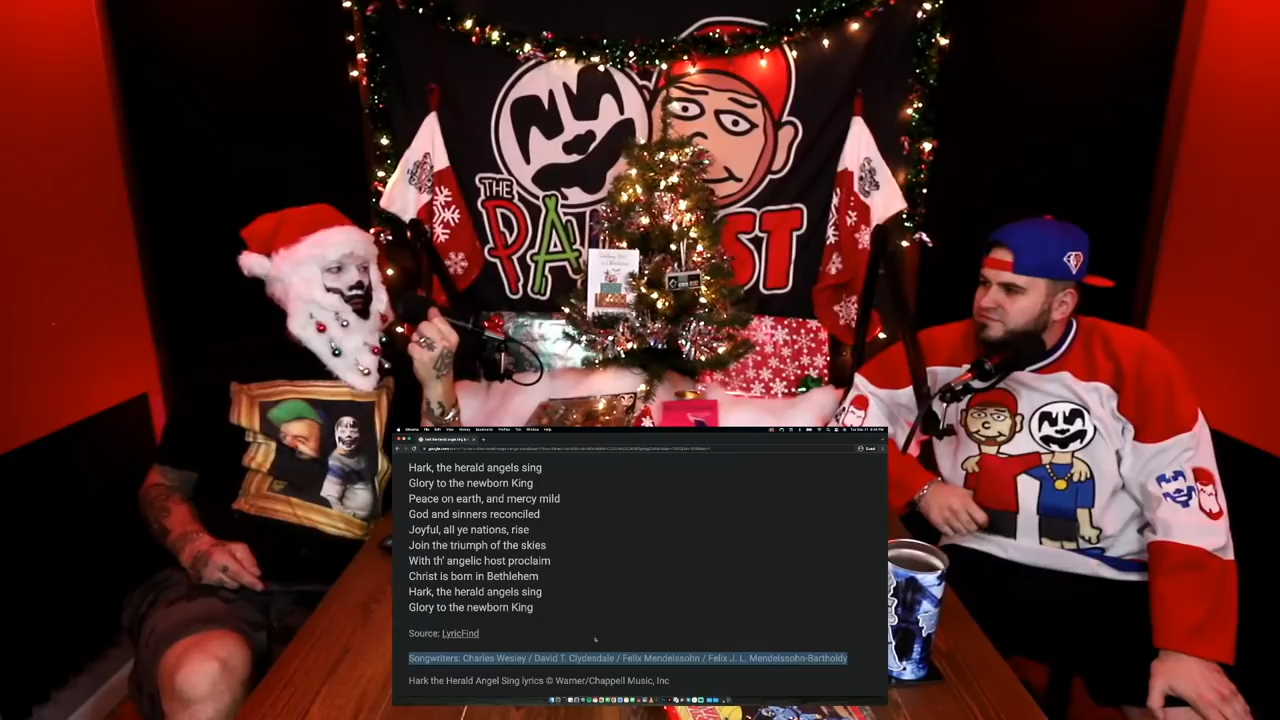 THE
PA
ST
Hark, the herald angels sing
Glory to the newborn King
Peace on earth, and mercy mild
God and sinners reconciled
Joyful, all ye nations, rise
Join the triumph of the skies
With th' angelic host proclaim
Christ is born in Bethlehem
Hark, the herald angels sing
Glory to the newborn King
Source: LyricFind
Songwriters: Charles Wesley / David T. Clydesdale / Felix Mendelssohn / Felix J. L. Mendelssohn-Bartholdy
Hark the Herald Angel Sing lyrics © Warner/Chappell Music, Inc